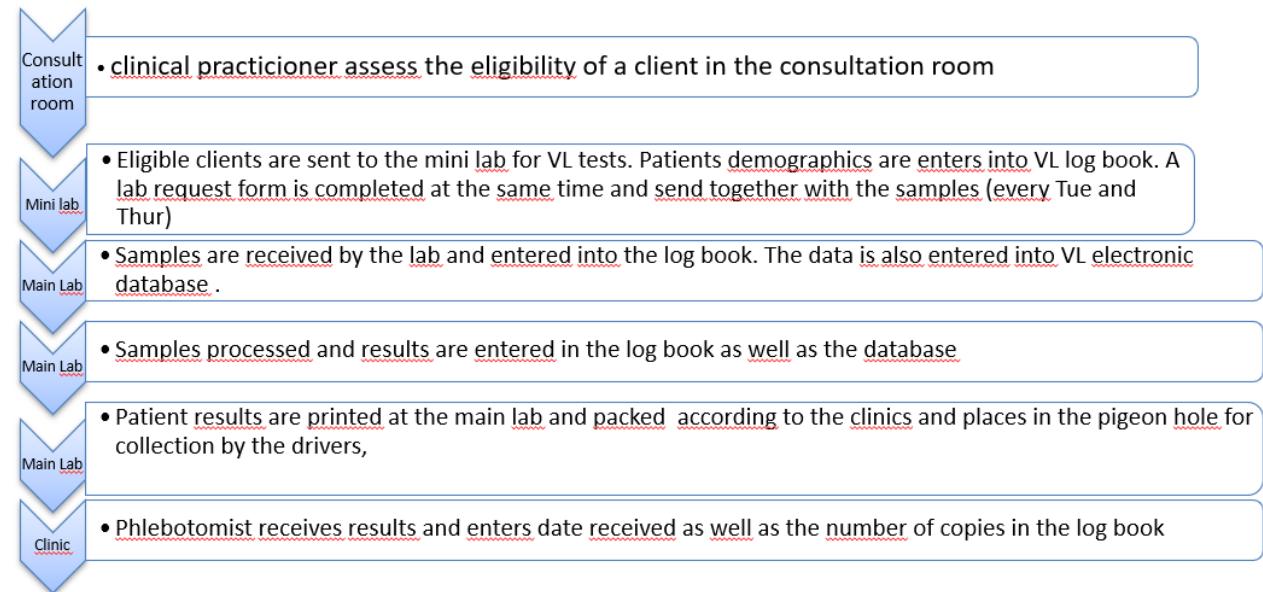 Consult
ation
room
• clinical practicioner assess the eligibility of a client in the consultation room
Mini lab
• Eligible clients are sent to the mini lab for VL tests. Patients demographics are enters into VL log book. A
lab request form is completed at the same time and send together with the samples (every Tue and
Thur)
Main Lab
• Samples are received by the lab and entered into the log book. The data is also entered into VL electronic
database .
Main Lab
• Samples processed and results are entered in the log book as well as the database
Main Lab
• Patient results are printed at the main lab and packed  according to the clinics and places in the pigeon hole for
collection by the drivers,
Clinic
• Phlebotomist receives results and enters date received as well as the number of copies in the log book